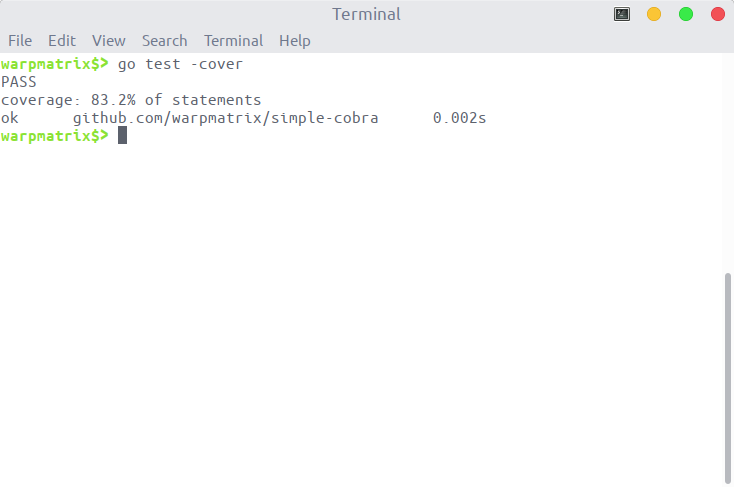 Terminal
File Edit View Search Terminal Help
warpmatrix$> go test -cover
PASS
coverage: 83.2% of statements
ok      github.com/warpmatrix/simple-cobra      0.002s
warpmatrix$>